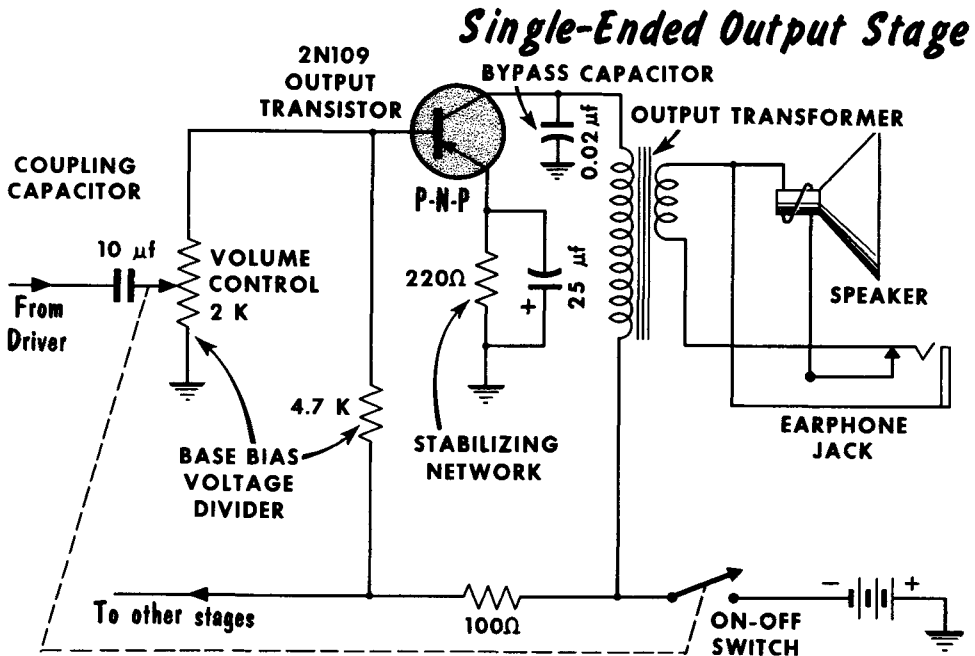 Single-Ended Output Stage
2N109
OUTPUT
TRANSISTOR
BYPASS CAPACITOR
OUTPUT TRANSFORMER
0.02 µf
COUPLING
CAPACITOR
P-N-P
10 µf
VOLUME
CONTROL
2 K
220Ω
+
25 µf
SPEAKER
From
Driver
4.7 K
BASE BIAS
VOLTAGE
DIVIDER
STABILIZING
NETWORK
EARPHONE
JACK
To other stages
100Ω
ON-OFF
SWITCH
− +